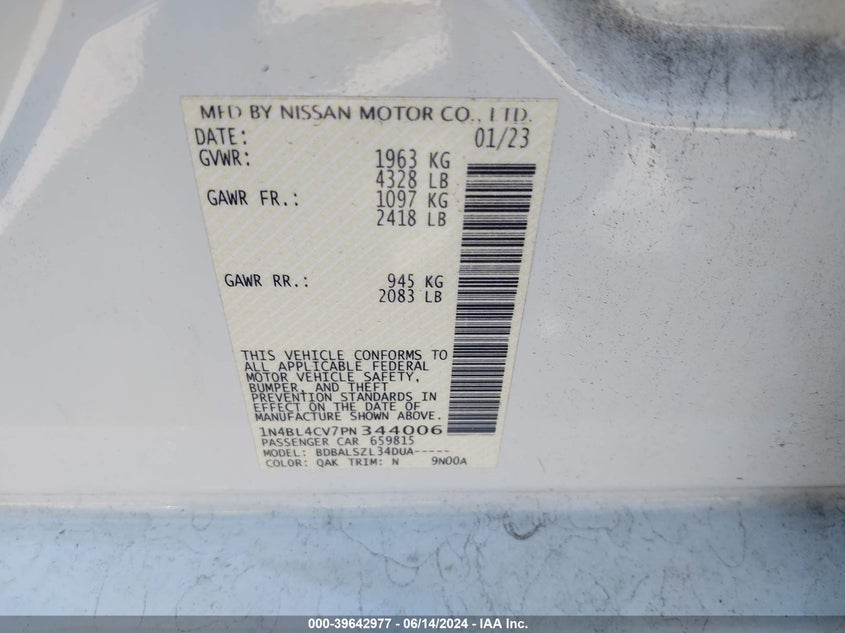 MFD BY NISSAN MOTOR CO., LTD.
DATE: 01/23
GVWR: 1963 KG
4328 LB
GAWR FR.: 1097 KG
2418 LB
GAWR RR.: 945 KG
2083 LB
THIS VEHICLE CONFORMS TO
ALL APPLICABLE FEDERAL
MOTOR VEHICLE SAFETY,
BUMPER, AND THEFT
PREVENTION STANDARDS IN
EFFECT ON THE DATE OF
MANUFACTURE SHOWN ABOVE.
1N4BL4CV7PN344006
PASSENGER CAR 659815
MODEL: BDBALSZL34DUA-----
COLOR: QAK TRIM: N 9N00A
000-39642977 - 06/14/2024 - IAA Inc.